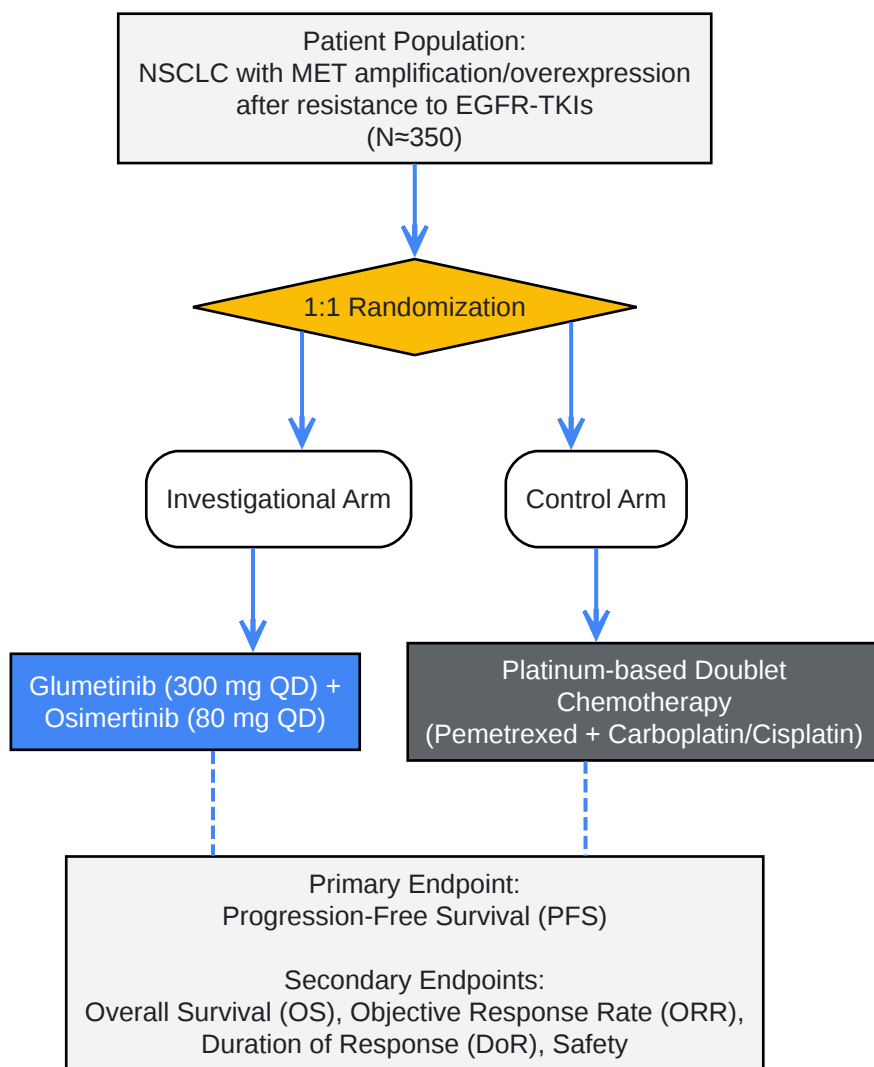 Patient Population:
NSCLC with MET amplification/overexpression
after resistance to EGFR-TKIs
(N≈350)
1:1 Randomization
Investigational Arm
Control Arm
Glumetinib (300 mg QD) +
Osimertinib (80 mg QD)
Platinum-based Doublet
Chemotherapy
(Pemetrexed + Carboplatin/Cisplatin)
Primary Endpoint:
Progression-Free Survival (PFS)
Secondary Endpoints:
Overall Survival (OS), Objective Response Rate (ORR),
Duration of Response (DoR), Safety